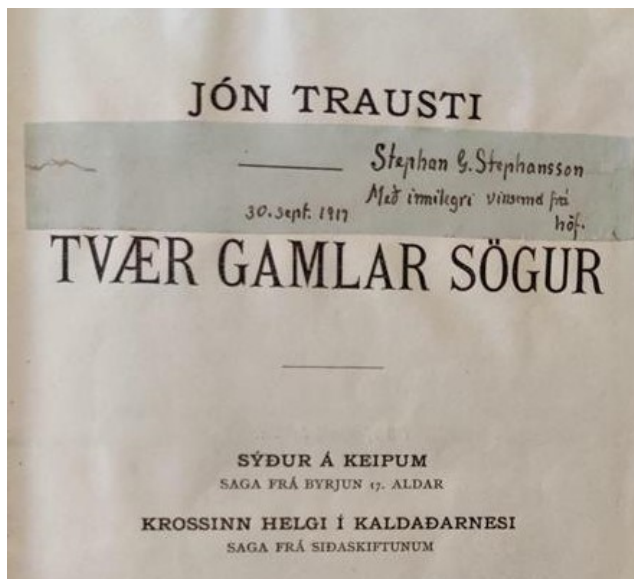 JÓN TRAUSTI
Stephan G. Stephansson
Með innilegri vinsemd frá
30. sept. 1917 höf.
TVÆR GAMLAR SÖGUR
SÝÐUR Á KEIPUM
SAGA FRÁ BYRJUN 17. ALDAR
KROSSINN HELGI Í KALDAÐARNESI
SAGA FRÁ SIÐASKIFTUNUM